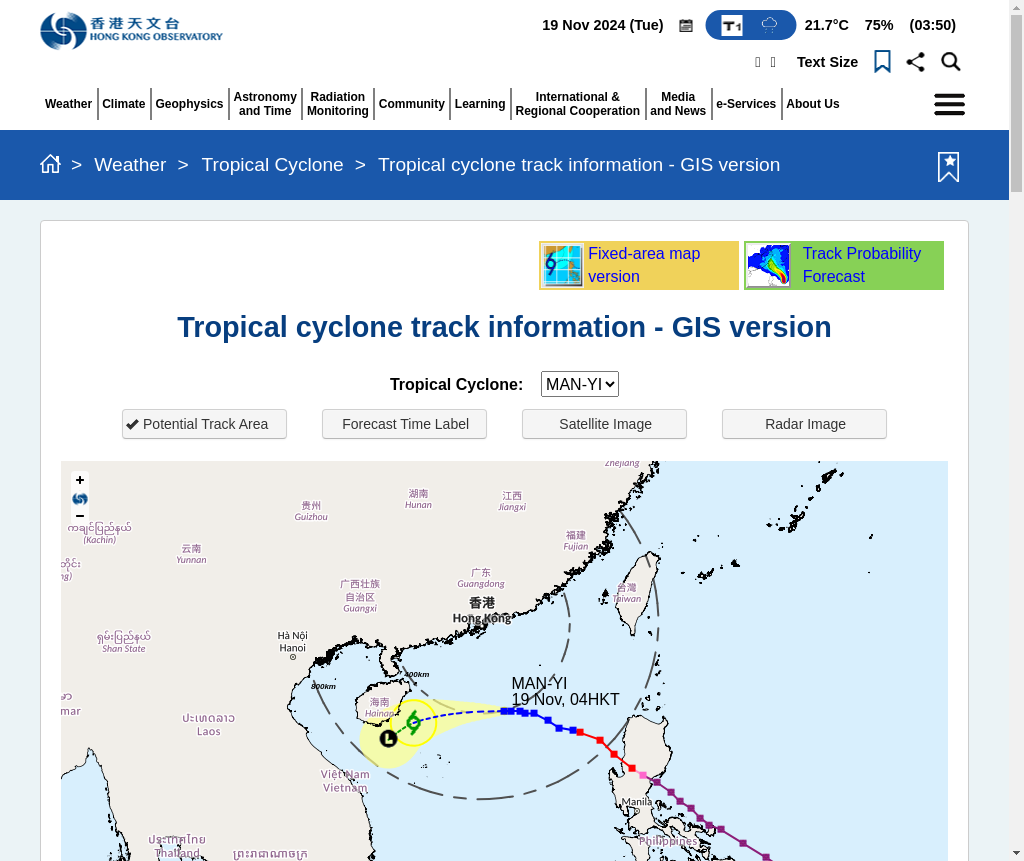 香港天文台
HONG KONG OBSERVATORY
19 Nov 2024 (Tue)
T1
21.7°C 75% (03:50)
Text Size
Weather
Climate
Geophysics
Astronomy
and Time
Radiation
Monitoring
Community
Learning
International &
Regional Cooperation
Media
and News
e-Services
About Us
> Weather > Tropical Cyclone > Tropical cyclone track information - GIS version
Fixed-area map
version
Track Probability
Forecast
Tropical cyclone track information - GIS version
Tropical Cyclone: MAN-YI
Potential Track Area
Forecast Time Label
Satellite Image
Radar Image
+
−
Zhejiang
贵州
Guizhou
湖南
Hunan
江西
Jiangxi
ကချင်ပြည်နယ်
(Kachin)
云南
Yunnan
福建
Fujian
广西壮族
自治区
Guangxi
广东
Guangdong
香港
Hong Kong
台灣
Taiwan
ရှမ်းပြည်နယ်
Shan State
Hà Nội
Hanoi
400km
800km
海南
Hainan
MAN-YI
19 Nov, 04HKT
ປະເທດລາວ
Laos
L
Việt Nam
Vietnam
Manila
Philippines
ประเทศไทย
Thailand
ព្រះរាជាណាចក្រ